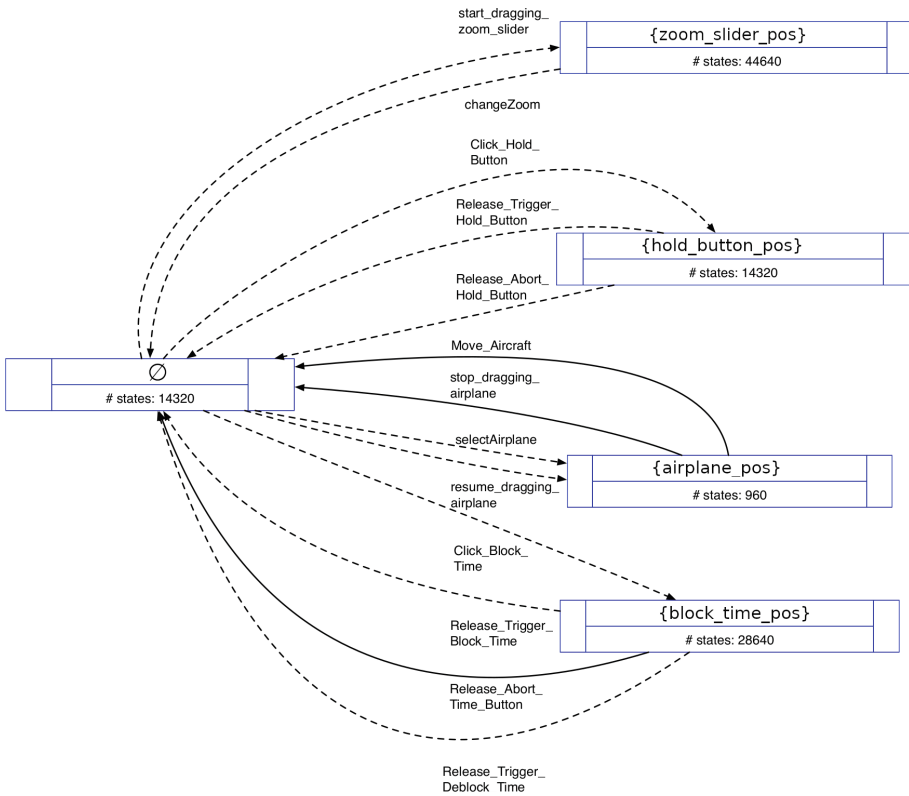 start_dragging_
zoom_slider
{zoom_slider_pos}
# states: 44640
changeZoom
Click_Hold_
Button
Release_Trigger_
Hold_Button
{hold_button_pos}
# states: 14320
Release_Abort_
Hold_Button
Move_Aircraft
∅
# states: 14320
stop_dragging_
airplane
selectAirplane
{airplane_pos}
# states: 960
resume_dragging_
airplane
Click_Block_
Time
{block_time_pos}
# states: 28640
Release_Trigger_
Block_Time
Release_Abort_
Time_Button
Release_Trigger_
Deblock_Time